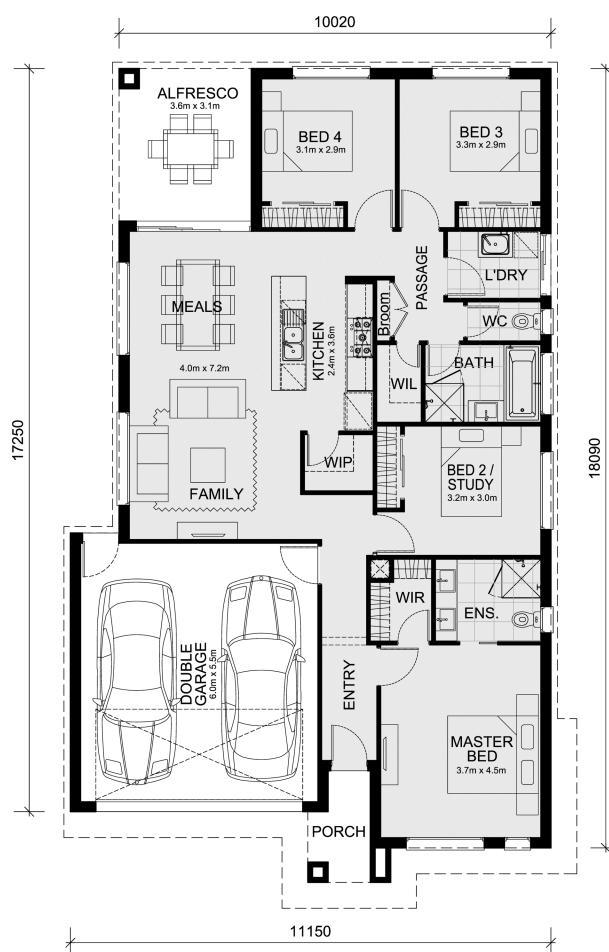 10020
ALFRESCO
3.6m x 3.1m
BED 4
3.1m x 2.9m
BED 3
3.3m x 2.9m
PASSAGE
L'DRY
MEALS
4.0m x 7.2m
KITCHEN
2.4m x 3.6m
Broom
WC
BATH
WIL
17250
18090
FAMILY
WIP
BED 2 /
STUDY
3.2m x 3.0m
WIR
ENS.
DOUBLE
GARAGE
6.0m x 5.5m
ENTRY
MASTER
BED
3.7m x 4.5m
PORCH
11150